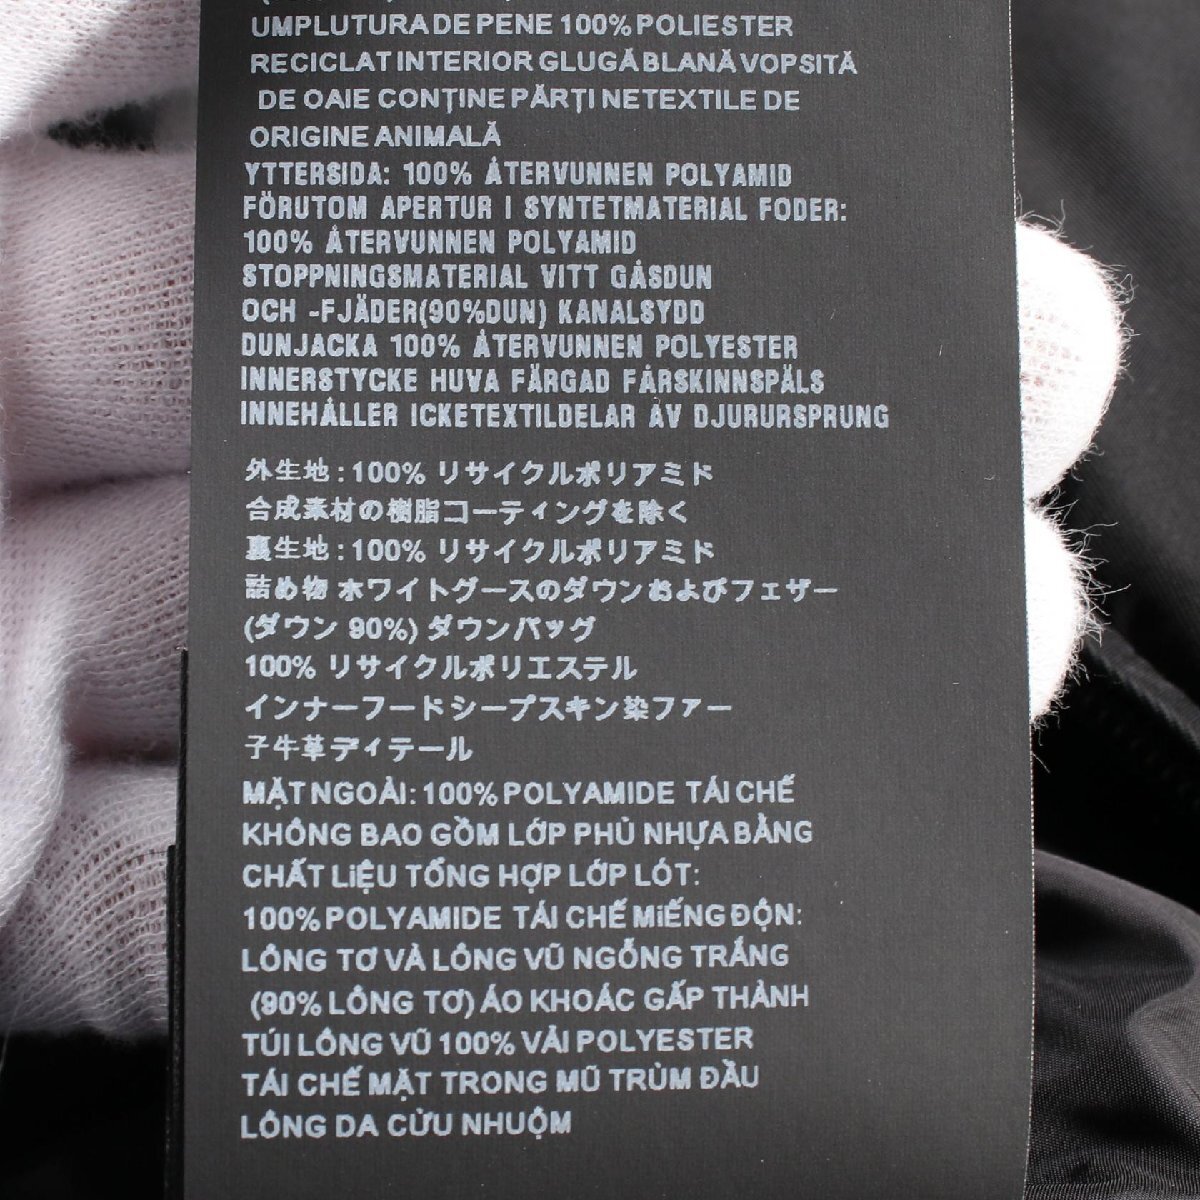 UMPLUTURA DE PENE 100% POLIESTER
RECICLAT INTERIOR GLUGĂ BLANĂ VOPSITĂ
DE OAIE CONȚINE PĂRȚI NETEXTILE DE
ORIGINE ANIMALĂ
YTTERSIDA: 100% ÅTERVUNNEN POLYAMID
FÖRUTOM APERTUR I SYNTETMATERIAL FODER:
100% ÅTERVUNNEN POLYAMID
STOPPNINGSMATERIAL VITT GÅSDUN
OCH -FJÄDER(90%DUN) KANALSYDD
DUNJACKA 100% ÅTERVUNNEN POLYESTER
INNERSTYCKE HUVA FÄRGAD FÅRSKINNSPÄLS
INNEHÅLLER ICKETEXTILDELAR AV DJURURSPRUNG
外生地:100% リサイクルポリアミド
合成素材の樹脂コーティングを除く
裏生地:100% リサイクルポリアミド
詰め物 ホワイトグースのダウンおよびフェザー
(ダウン 90%) ダウンバッグ
100% リサイクルポリエステル
インナーフードシープスキン染ファー
子牛革ディテール
MẶT NGOÀI: 100% POLYAMIDE TÁI CHẾ
KHÔNG BAO GỒM LỚP PHỦ NHỰA BẰNG
CHẤT LiỆU TỔNG HỢP LỚP LÓT:
100% POLYAMIDE TÁI CHẾ MiẾNG ĐỘN:
LÔNG TƠ VÀ LÔNG VŨ NGỖNG TRẮNG
(90% LÔNG TƠ) ÁO KHOÁC GẤP THÀNH
TÚI LÔNG VŨ 100% VẢI POLYESTER
TÁI CHẾ MẶT TRONG MŨ TRÙM ĐẦU
LÔNG DA CỪU NHUỘM